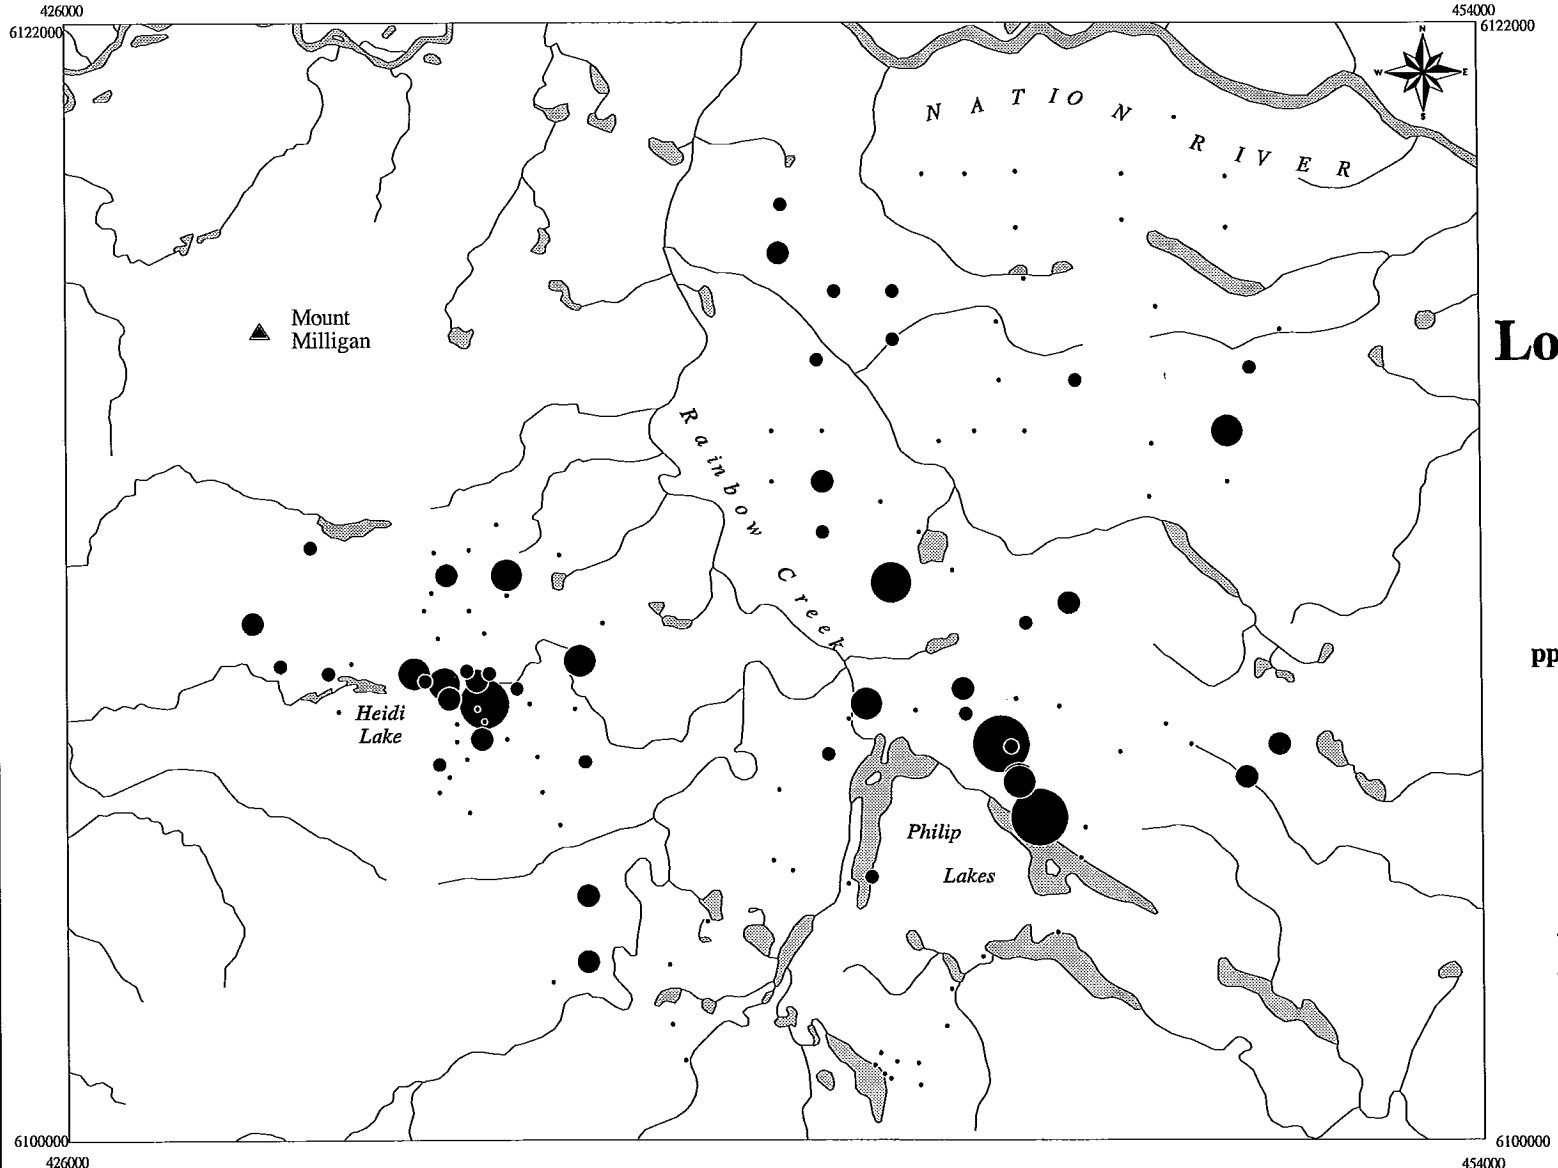 426000
454000
6122000
6122000
N
W E
S
NATION RIVER
Mount
Milligan
Lo
Rainbow Creek
pp
Heidi
Lake
Philip
Lakes
6100000
6100000
426000
454000